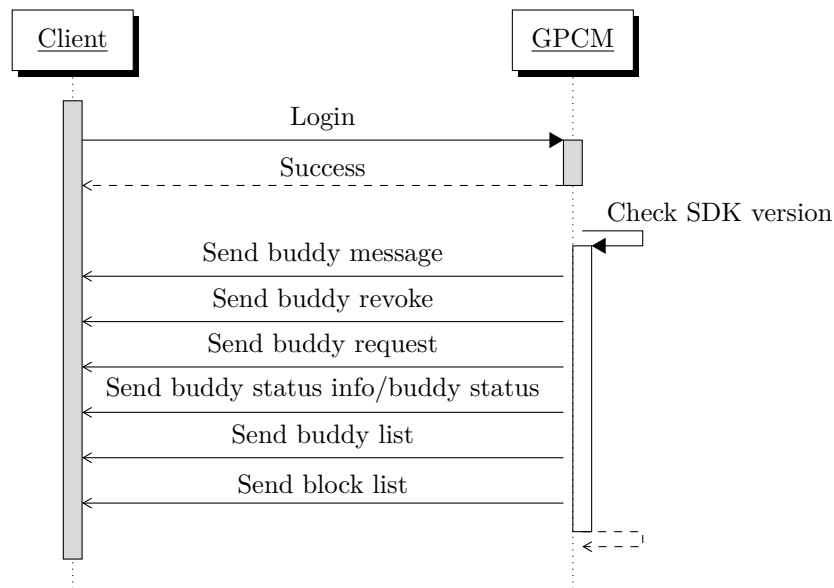 Client
GPCM
Login
Success
Check SDK version
Send buddy message
Send buddy revoke
Send buddy request
Send buddy status info/buddy status
Send buddy list
Send block list